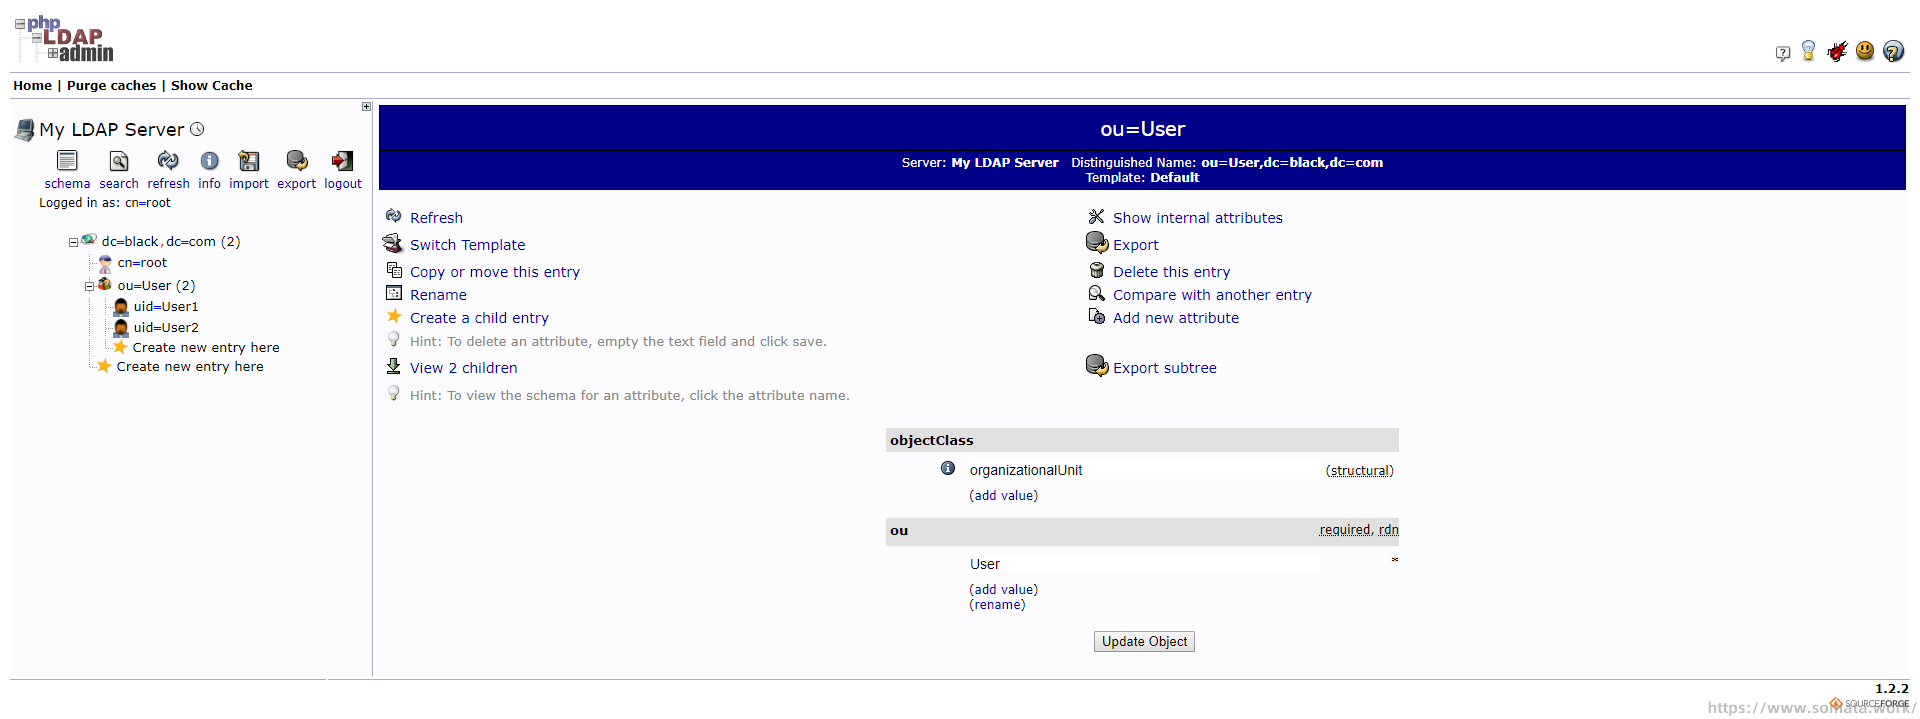 php
LDAP
admin
Home | Purge caches | Show Cache
My LDAP Server
schema search refresh info import export logout
Logged in as: cn=root
dc=black,dc=com (2)
cn=root
ou=User (2)
uid=User1
uid=User2
Create new entry here
Create new entry here
ou=User
Server: My LDAP Server Distinguished Name: ou=User,dc=black,dc=com
Template: Default
Refresh
Show internal attributes
Switch Template
Export
Copy or move this entry
Delete this entry
Rename
Compare with another entry
Create a child entry
Add new attribute
Hint: To delete an attribute, empty the text field and click save.
View 2 children
Export subtree
Hint: To view the schema for an attribute, click the attribute name.
objectClass
organizationalUnit (structural)
(add value)
ou required, rdn
User *
(add value)
(rename)
Update Object
1.2.2
SOURCEFORGE
https://www.somata.work/